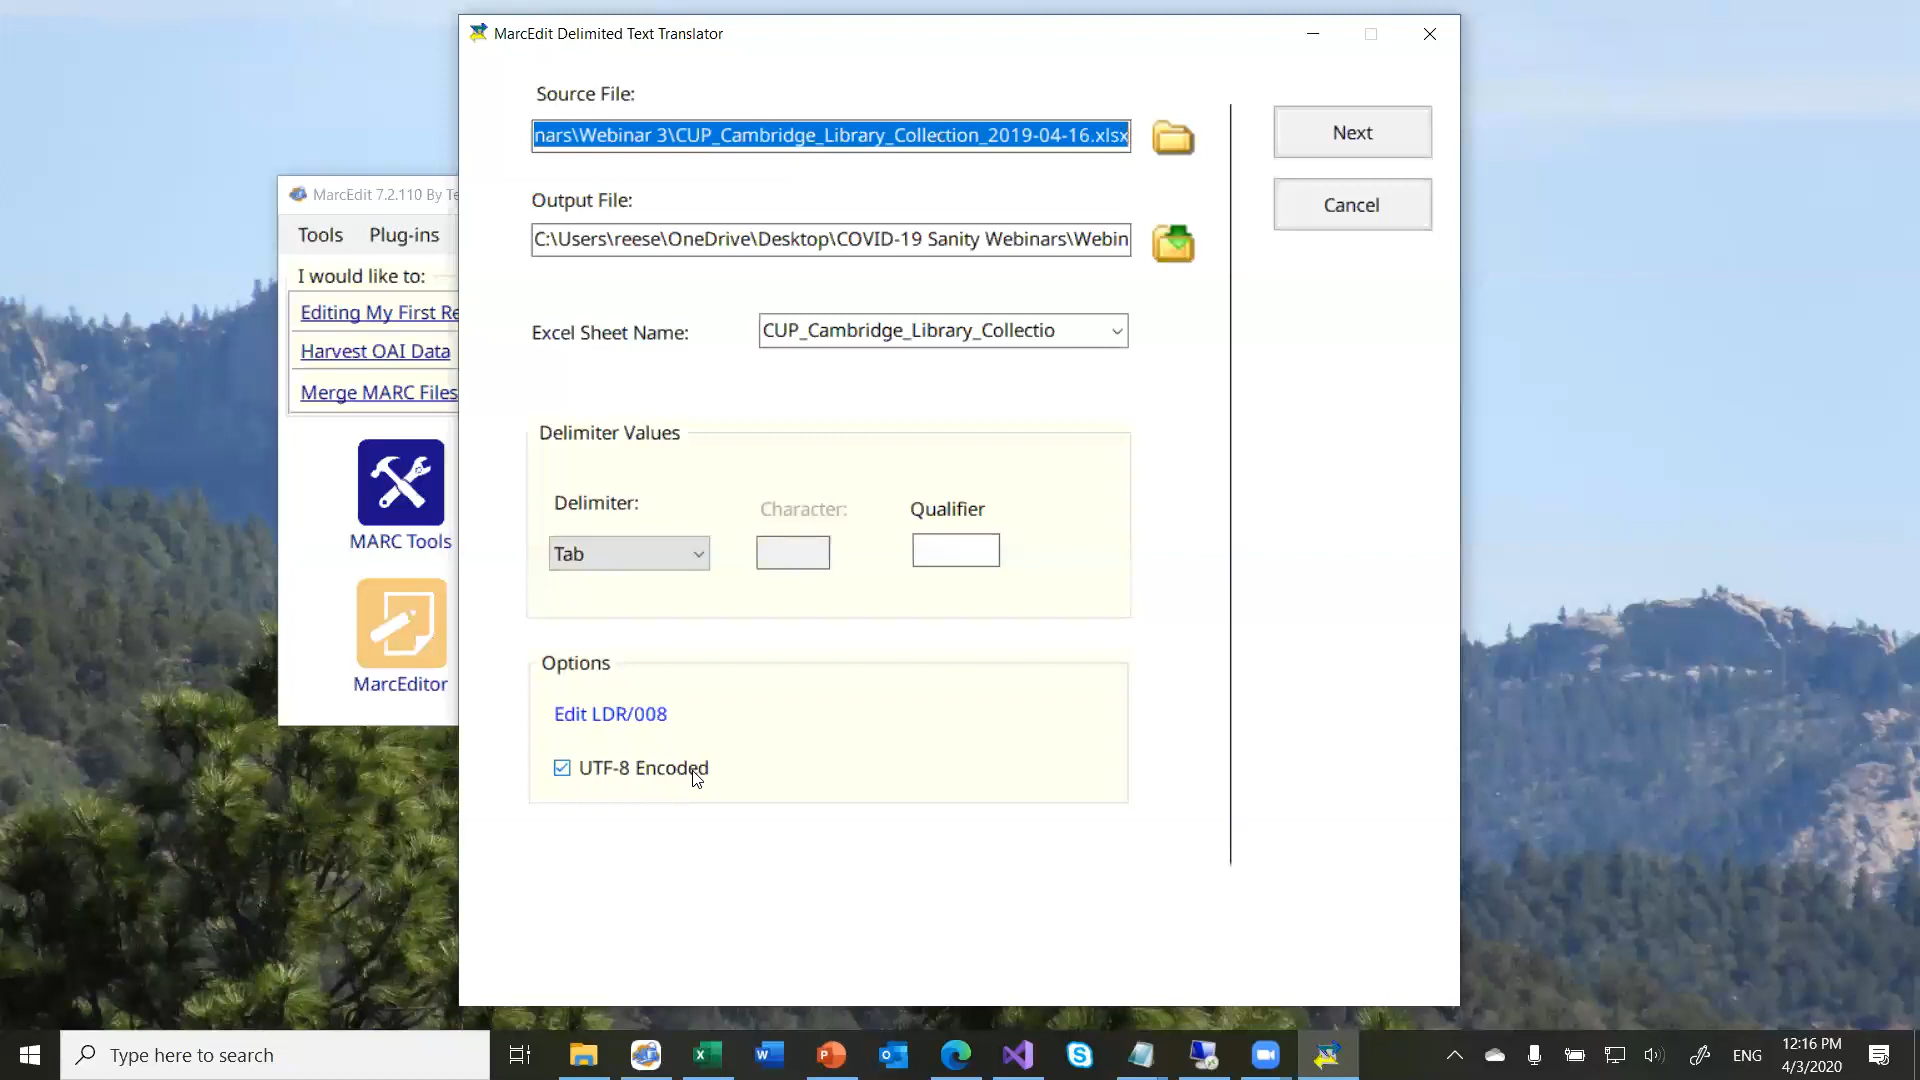 MarcEdit Delimited Text Translator
Source File:
nars\Webinar 3\CUP_Cambridge_Library_Collection_2019-04-16.xlsx
Next
Output File:
Cancel
C:\Users\reese\OneDrive\Desktop\COVID-19 Sanity Webinars\Webin
Excel Sheet Name:
CUP_Cambridge_Library_Collectio
Delimiter Values
Delimiter:
Character:
Qualifier
Tab
Options
Edit LDR/008
UTF-8 Encoded
MarcEdit 7.2.110 By Te
Tools
Plug-ins
I would like to:
Editing My First Re
Harvest OAI Data
Merge MARC Files
MARC Tools
MarcEditor
Type here to search
ENG
12:16 PM
4/3/2020